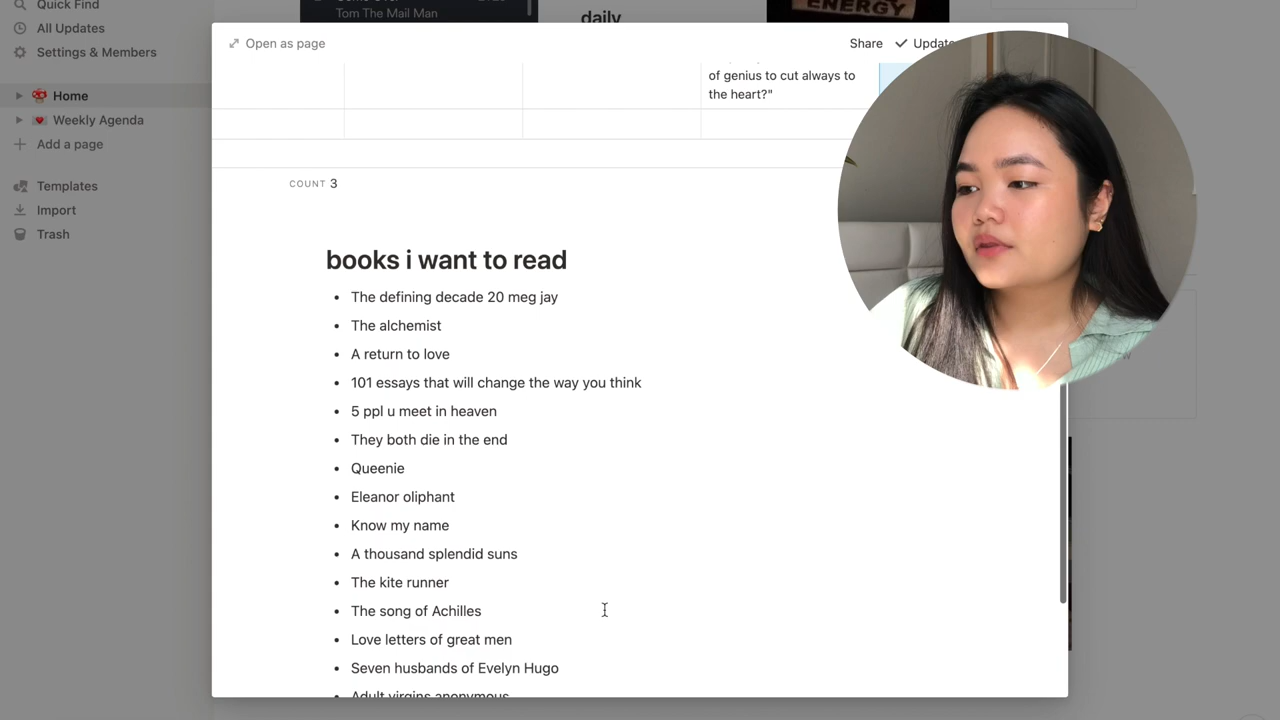 Quick Find
Tom The Mail Man
daily
ENERGY
All Updates
Open as page
Share
Settings & Members
of genius to cut always to
the heart?"
Home
Weekly Agenda
Add a page
COUNT 3
Templates
Import
Trash
books i want to read
The defining decade 20 meg jay
The alchemist
A return to love
101 essays that will change the way you think
5 ppl u meet in heaven
They both die in the end
Queenie
Eleanor oliphant
Know my name
A thousand splendid suns
The kite runner
The song of Achilles
Love letters of great men
Seven husbands of Evelyn Hugo
Adult virgins anonymous